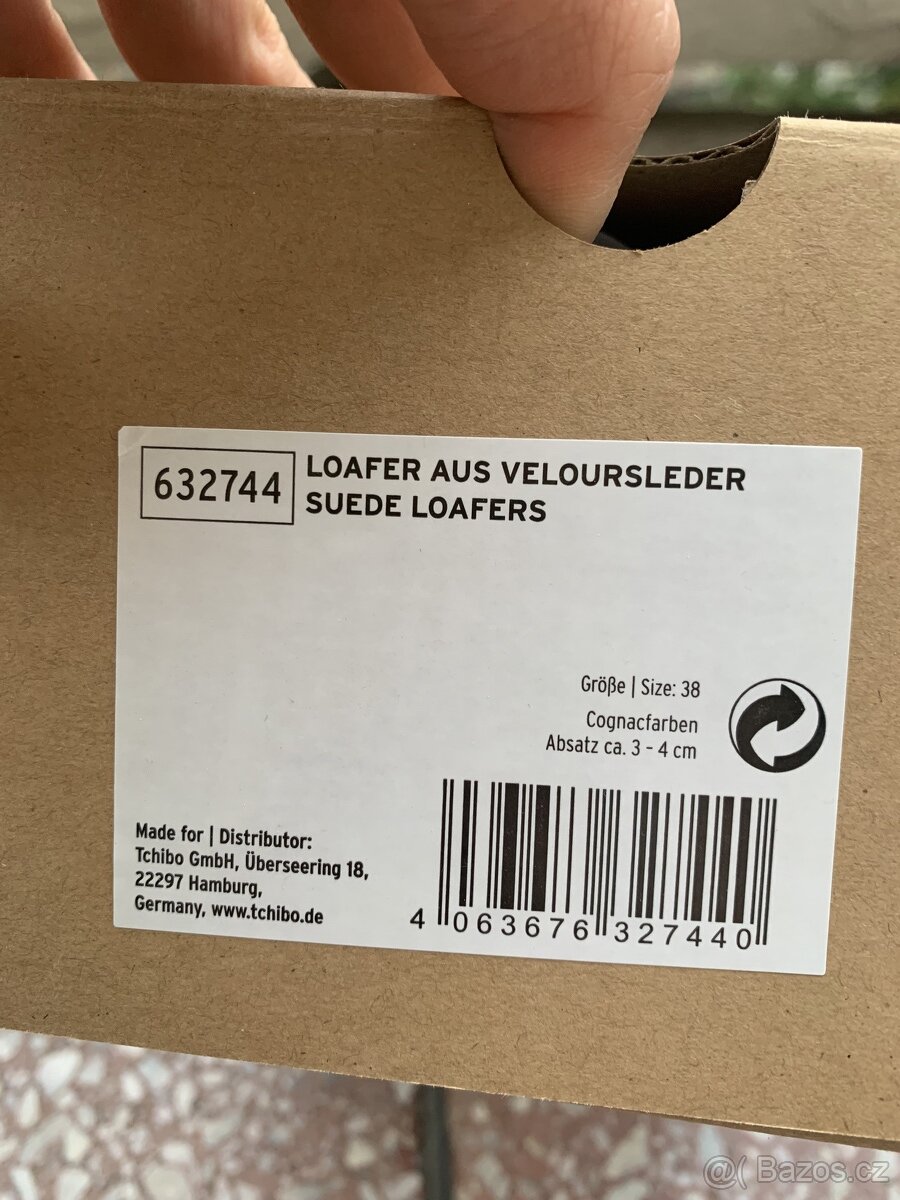 632744
LOAFER AUS VELOURSLEDER
SUEDE LOAFERS
Größe | Size: 38
Cognacfarben
Absatz ca. 3 - 4 cm
Made for | Distributor:
Tchibo GmbH, Überseering 18,
22297 Hamburg,
Germany, www.tchibo.de
4 063676 327440
@( Bazos.cz